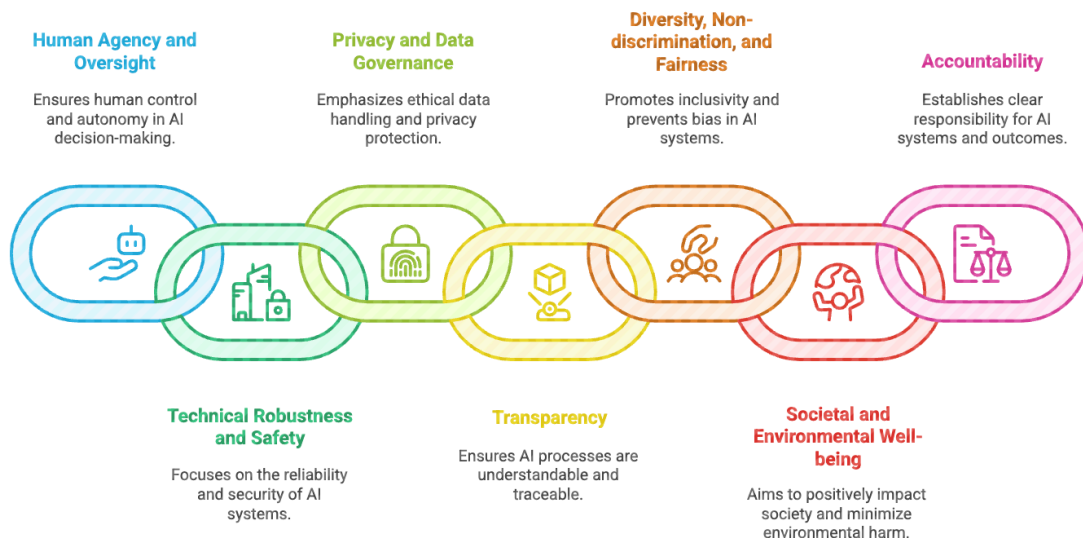 Human Agency and
Oversight
Ensures human control
and autonomy in AI
decision-making.
Privacy and Data
Governance
Emphasizes ethical data
handling and privacy
protection.
Diversity, Non-
discrimination, and
Fairness
Promotes inclusivity and
prevents bias in AI
systems.
Accountability
Establishes clear
responsibility for AI
systems and outcomes.
Technical Robustness
and Safety
Focuses on the reliability
and security of AI
systems.
Transparency
Ensures AI processes are
understandable and
traceable.
Societal and
Environmental Well-
being
Aims to positively impact
society and minimize
environmental harm.